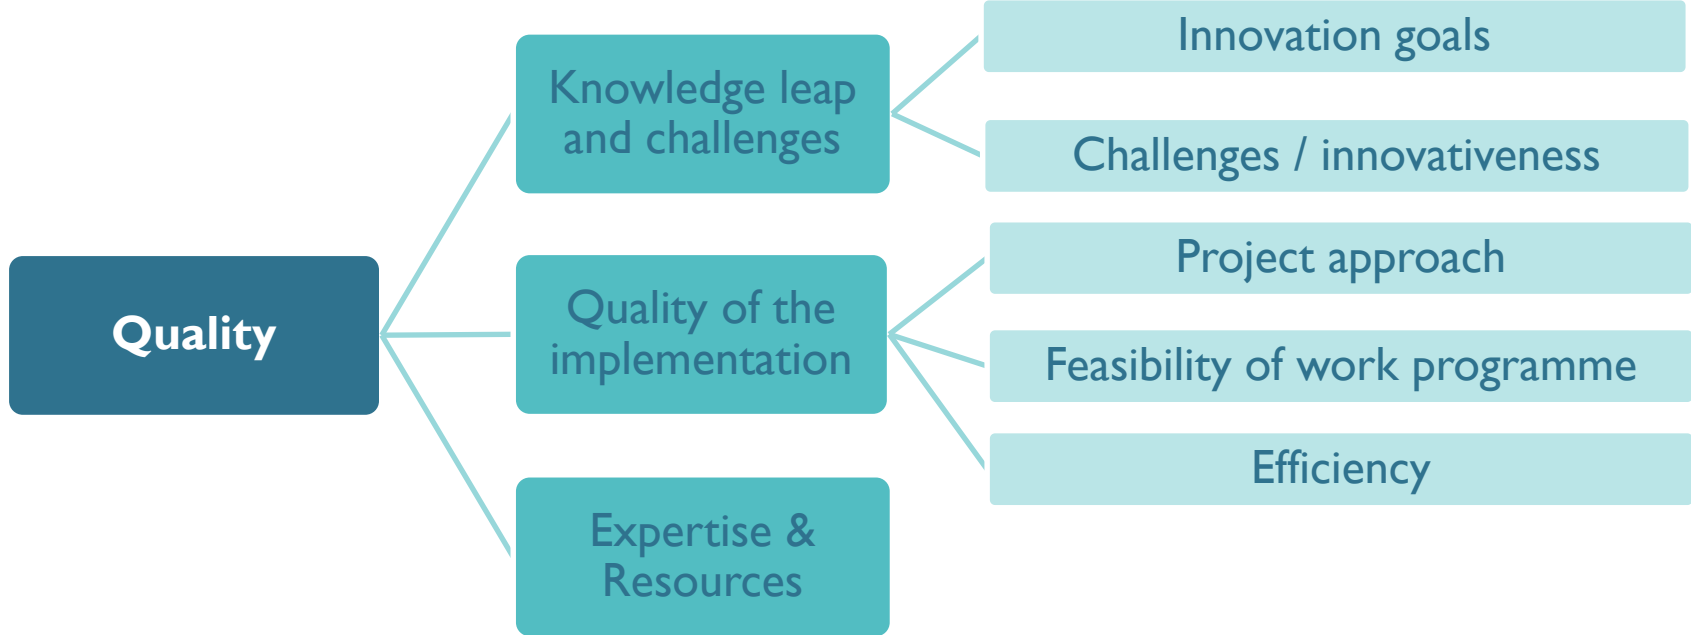 Quality
Knowledge leap
and challenges
Innovation goals
Challenges / innovativeness
Quality of the
implementation
Project approach
Feasibility of work programme
Efficiency
Expertise &
Resources